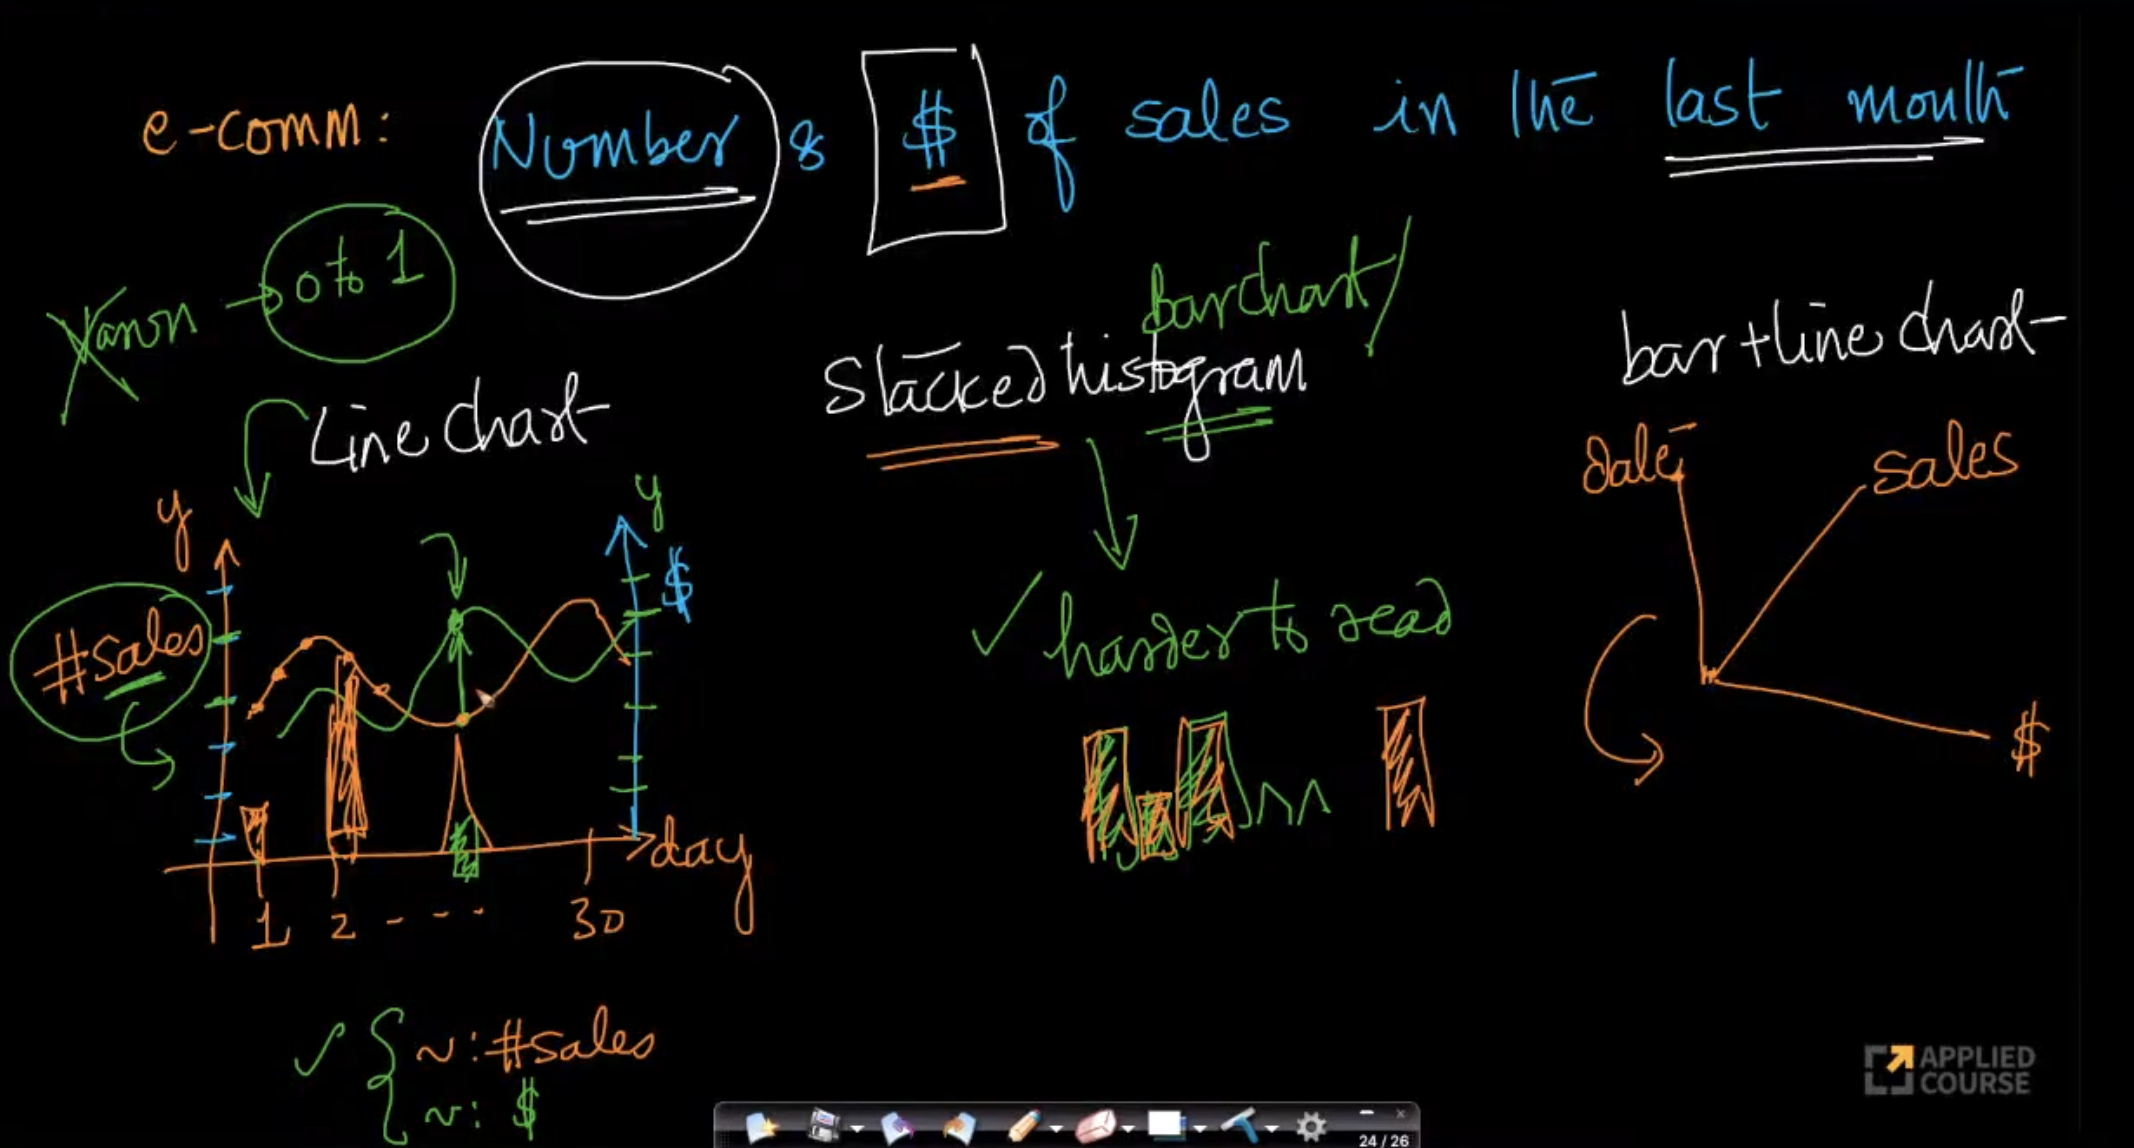 e-comm: Number & $ of sales in the last month
0 to 1
barchart/
Stacked histogram
bar+line chart
Line chart
date
sales
y
y
$
#sales
harder to read
$
day
1 2 - - - - 30
~: #sales
~: $
APPLIED
COURSE
24 / 26